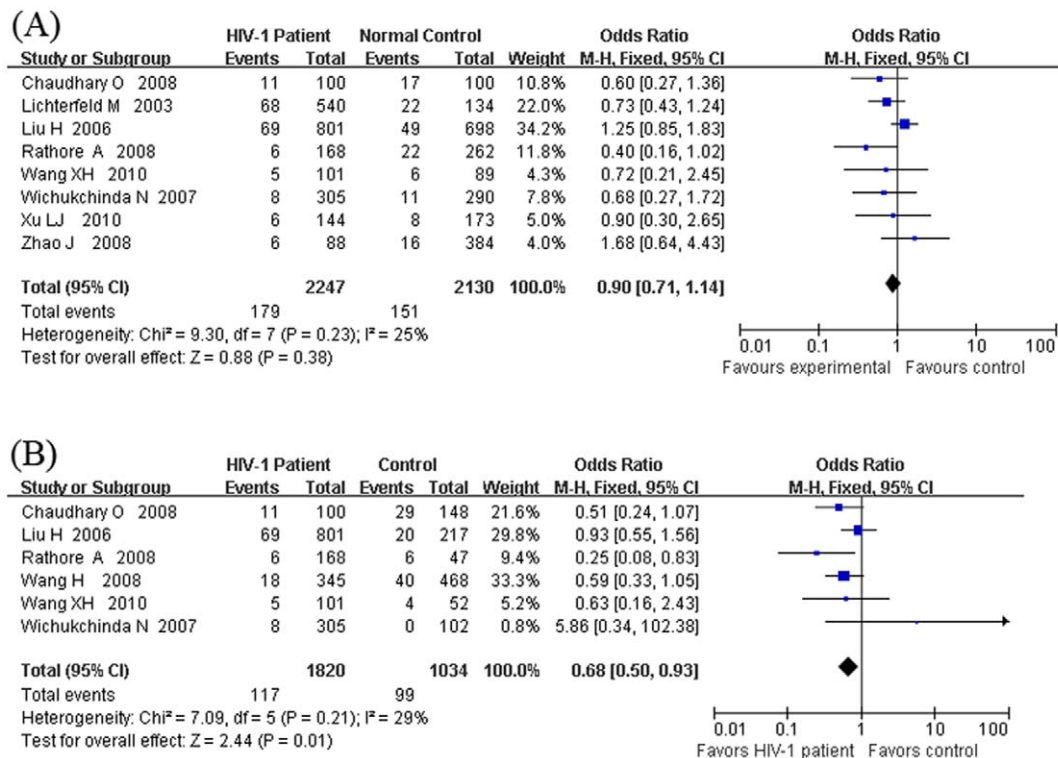 (A)
HIV-1 Patient Normal Control Odds Ratio Odds Ratio
Study or Subgroup Events Total Events Total Weight M-H, Fixed, 95% CI M-H, Fixed, 95% CI
Chaudhary O 2008 11 100 17 100 10.8% 0.60 [0.27, 1.36]
Lichterfeld M 2003 68 540 22 134 22.0% 0.73 [0.43, 1.24]
Liu H 2006 69 801 49 698 34.2% 1.25 [0.85, 1.83]
Rathore A 2008 6 168 22 262 11.8% 0.40 [0.16, 1.02]
Wang XH 2010 5 101 6 89 4.3% 0.72 [0.21, 2.45]
Wichukchinda N 2007 8 305 11 290 7.8% 0.68 [0.27, 1.72]
Xu LJ 2010 6 144 8 173 5.0% 0.90 [0.30, 2.65]
Zhao J 2008 6 88 16 384 4.0% 1.68 [0.64, 4.43]
Total (95% CI) 2247 2130 100.0% 0.90 [0.71, 1.14]
Total events 179 151
Heterogeneity: Chi² = 9.30, df = 7 (P = 0.23); I² = 25%
Test for overall effect: Z = 0.88 (P = 0.38)
0.01 0.1 1 10 100
Favours experimental Favours control
(B)
HIV-1 Patient Control Odds Ratio Odds Ratio
Study or Subgroup Events Total Events Total Weight M-H, Fixed, 95% CI M-H, Fixed, 95% CI
Chaudhary O 2008 11 100 29 148 21.6% 0.51 [0.24, 1.07]
Liu H 2006 69 801 20 217 29.8% 0.93 [0.55, 1.56]
Rathore A 2008 6 168 6 47 9.4% 0.25 [0.08, 0.83]
Wang H 2008 18 345 40 468 33.3% 0.59 [0.33, 1.05]
Wang XH 2010 5 101 4 52 5.2% 0.63 [0.16, 2.43]
Wichukchinda N 2007 8 305 0 102 0.8% 5.86 [0.34, 102.38]
Total (95% CI) 1820 1034 100.0% 0.68 [0.50, 0.93]
Total events 117 99
Heterogeneity: Chi² = 7.09, df = 5 (P = 0.21); I² = 29%
Test for overall effect: Z = 2.44 (P = 0.01)
0.01 0.1 1 10 100
Favors HIV-1 patient Favors control